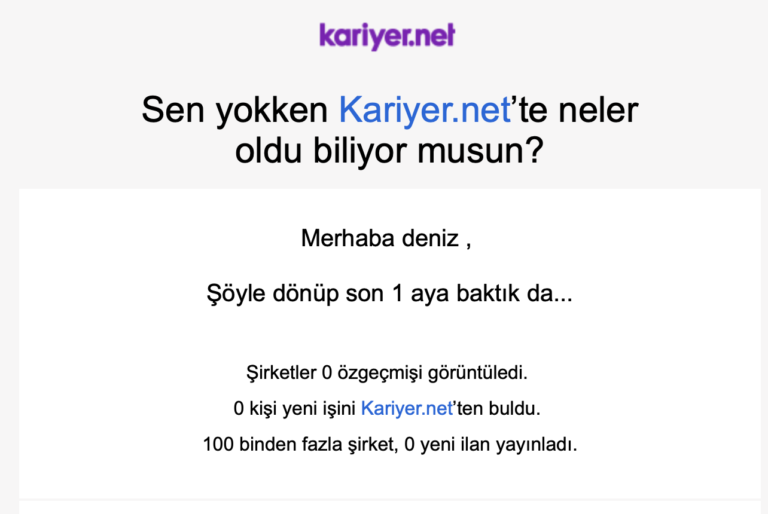 kariyer.net
Sen yokken Kariyer.net’te neler
oldu biliyor musun?
Merhaba deniz ,
Şöyle dönüp son 1 aya baktık da...
Şirketler 0 özgeçmişi görüntüledi.
0 kişi yeni işini Kariyer.net’ten buldu.
100 binden fazla şirket, 0 yeni ilan yayınladı.